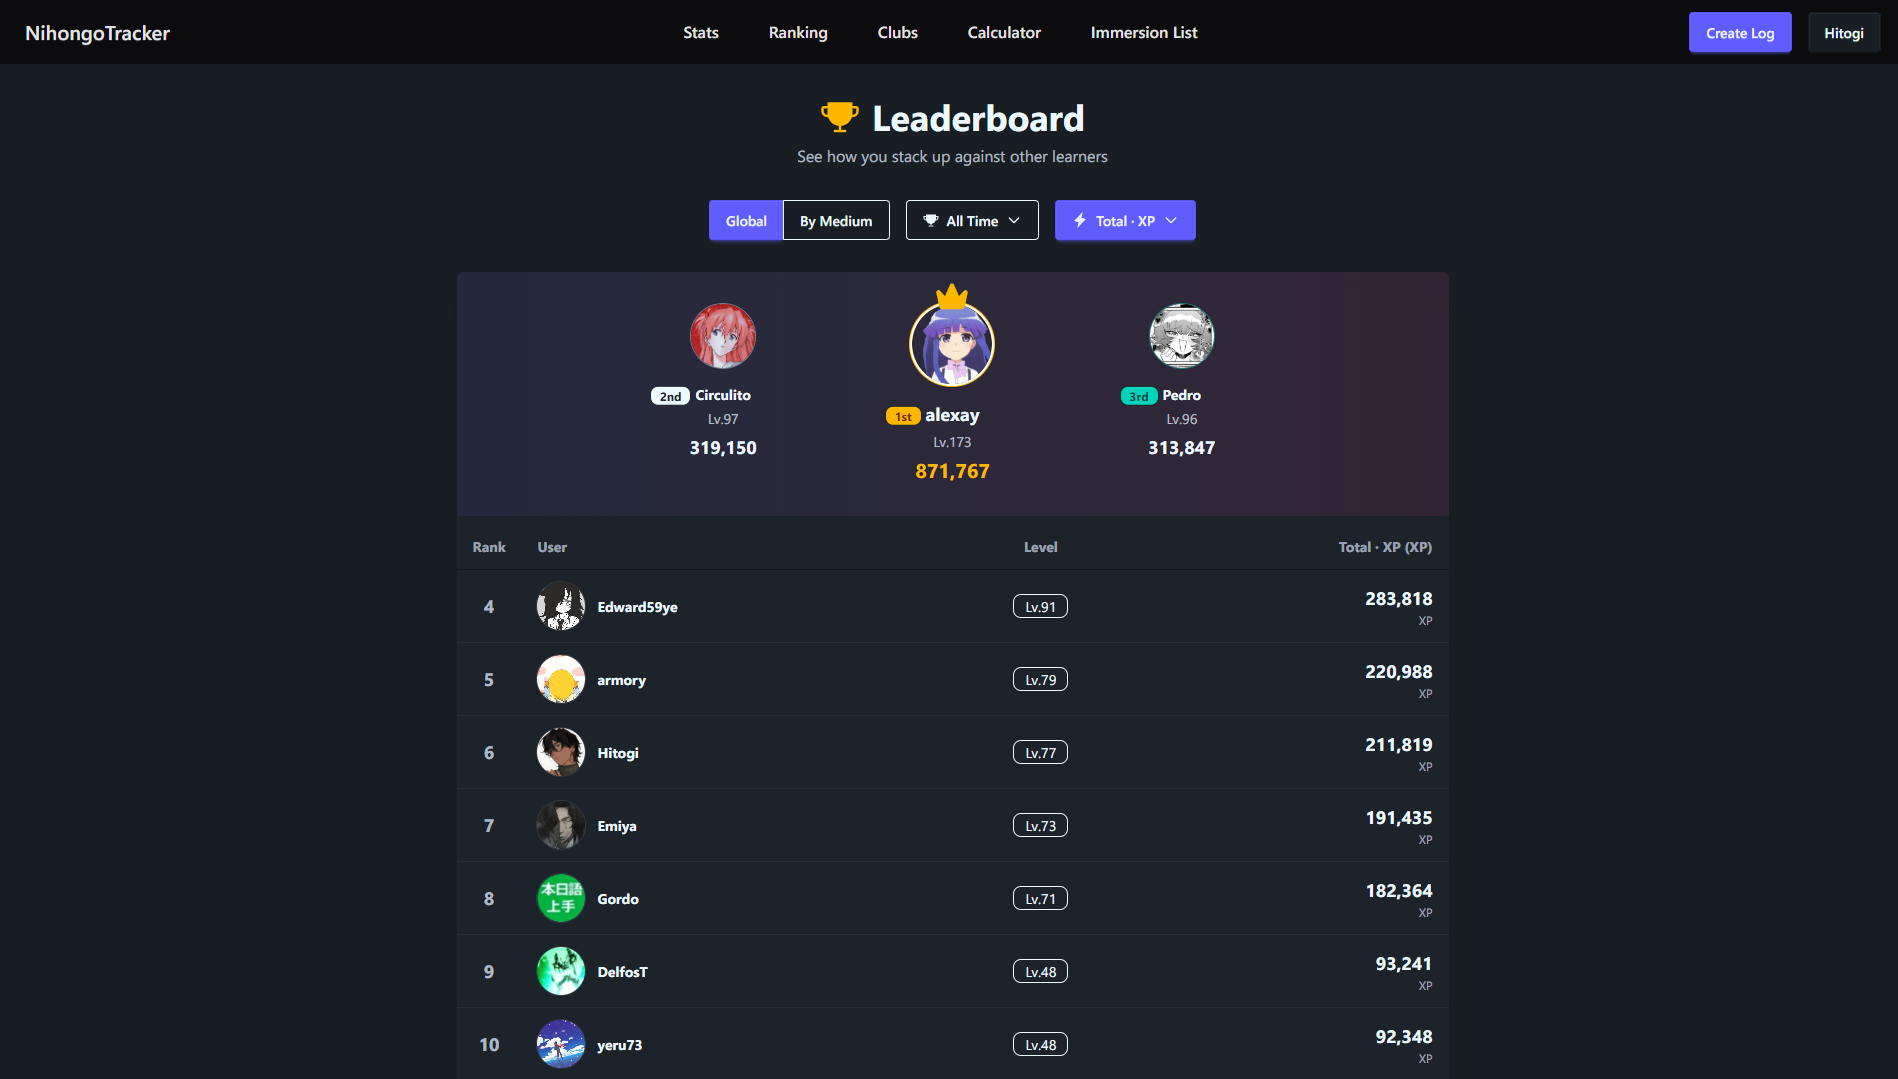 NihongoTracker
Stats
Ranking
Clubs
Calculator
Immersion List
Create Log
Hitogi
Leaderboard
See how you stack up against other learners
Global
By Medium
All Time
Total · XP
2nd Circulito
Lv.97
319,150
1st alexay
Lv.173
871,767
3rd Pedro
Lv.96
313,847
Rank User Level Total · XP (XP)
4 Edward59ye Lv.91 283,818
XP
5 armory Lv.79 220,988
XP
6 Hitogi Lv.77 211,819
XP
7 Emiya Lv.73 191,435
XP
本日語
上手
8 Gordo Lv.71 182,364
XP
9 DelfosT Lv.48 93,241
XP
10 yeru73 Lv.48 92,348
XP